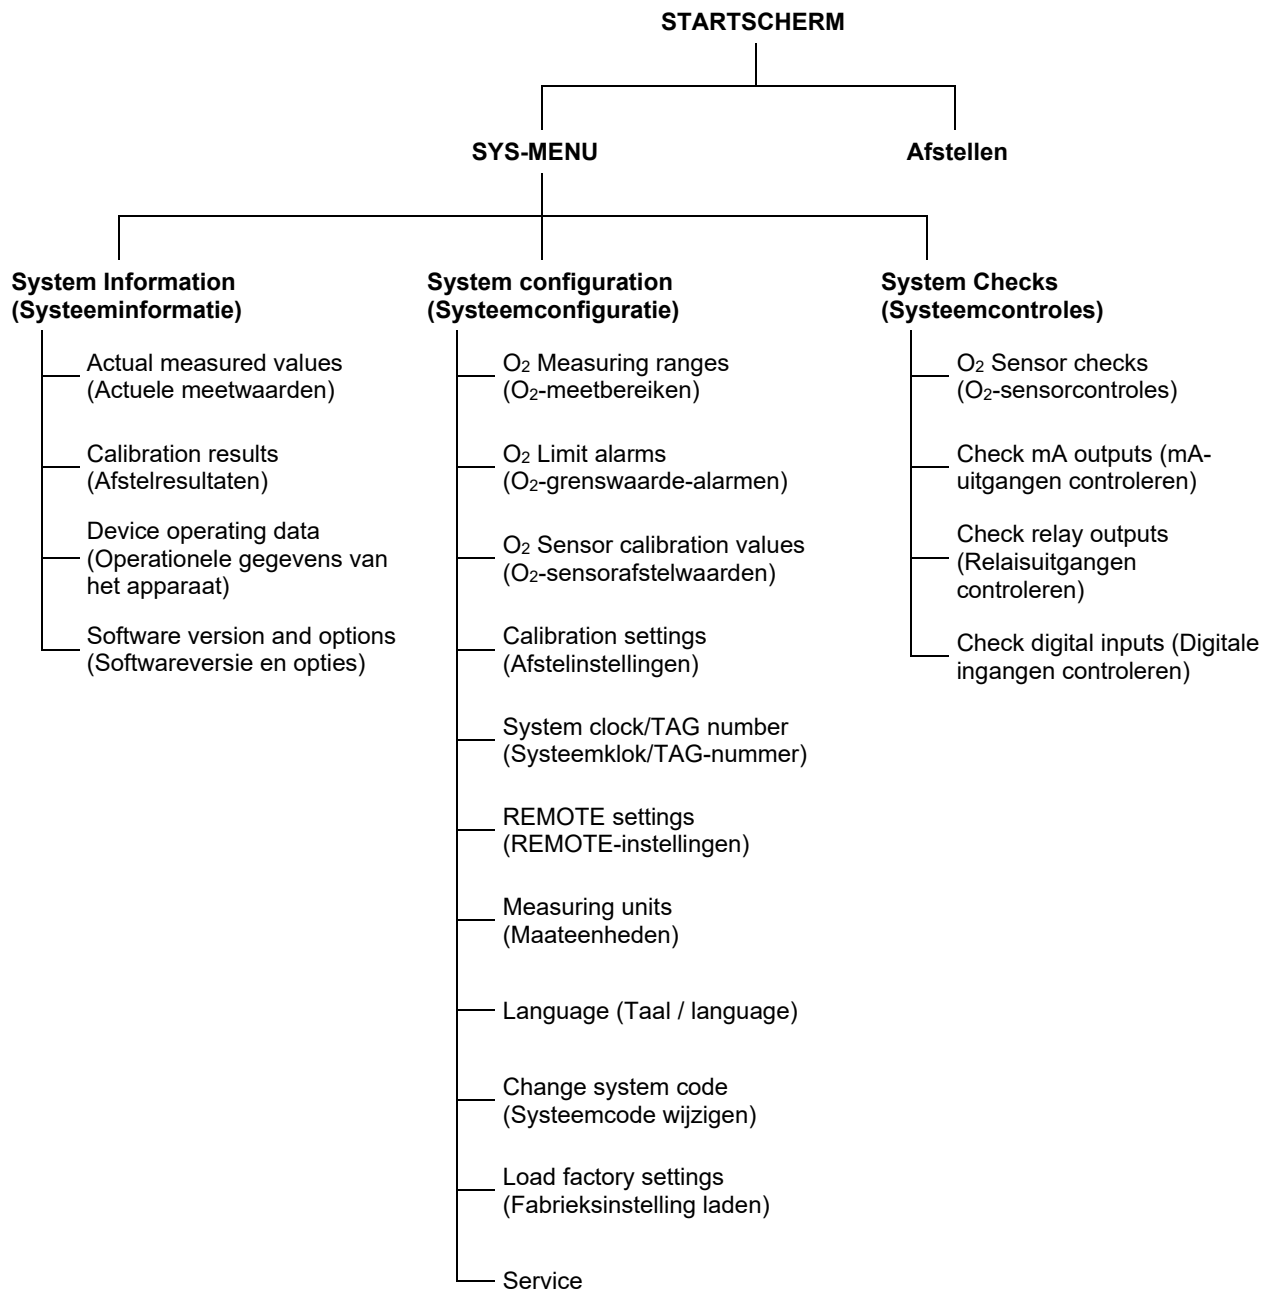 STARTSCHERM
SYS-MENU
Afstellen
System Information
(Systeeminformatie)
Actual measured values
(Actuele meetwaarden)
Calibration results
(Afstelresultaten)
Device operating data
(Operationele gegevens van
het apparaat)
Software version and options
(Softwareversie en opties)
System configuration
(Systeemconfiguratie)
O₂ Measuring ranges
(O₂-meetbereiken)
O₂ Limit alarms
(O₂-grenswaarde-alarmen)
O₂ Sensor calibration values
(O₂-sensorafstelwaarden)
Calibration settings
(Afstelinstellingen)
System clock/TAG number
(Systeemklok/TAG-nummer)
REMOTE settings
(REMOTE-instellingen)
Measuring units
(Maateenheden)
Language (Taal / language)
Change system code
(Systeemcode wijzigen)
Load factory settings
(Fabrieksinstelling laden)
Service
System Checks
(Systeemcontroles)
O₂ Sensor checks
(O₂-sensorcontroles)
Check mA outputs (mA-
uitgangen controleren)
Check relay outputs
(Relaisuitgangen
controleren)
Check digital inputs (Digitale
ingangen controleren)